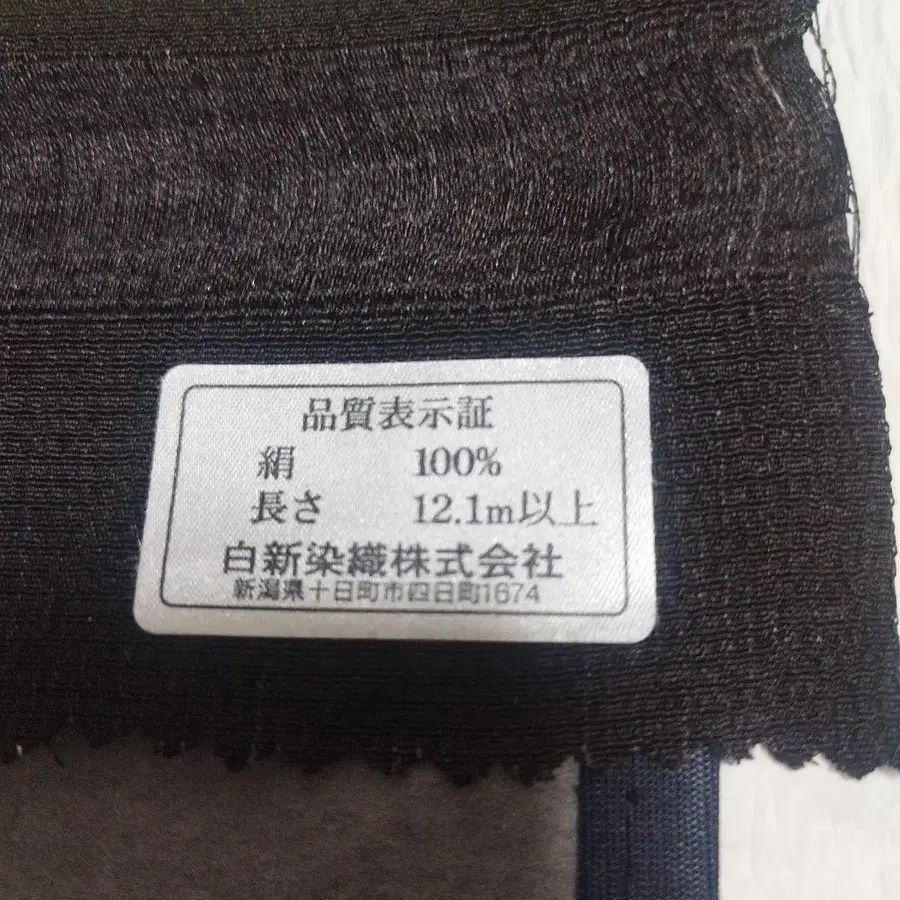 品質表示証
絹 100%
長さ 12.1m以上
白新染織株式会社
新潟県十日町市四日町1674